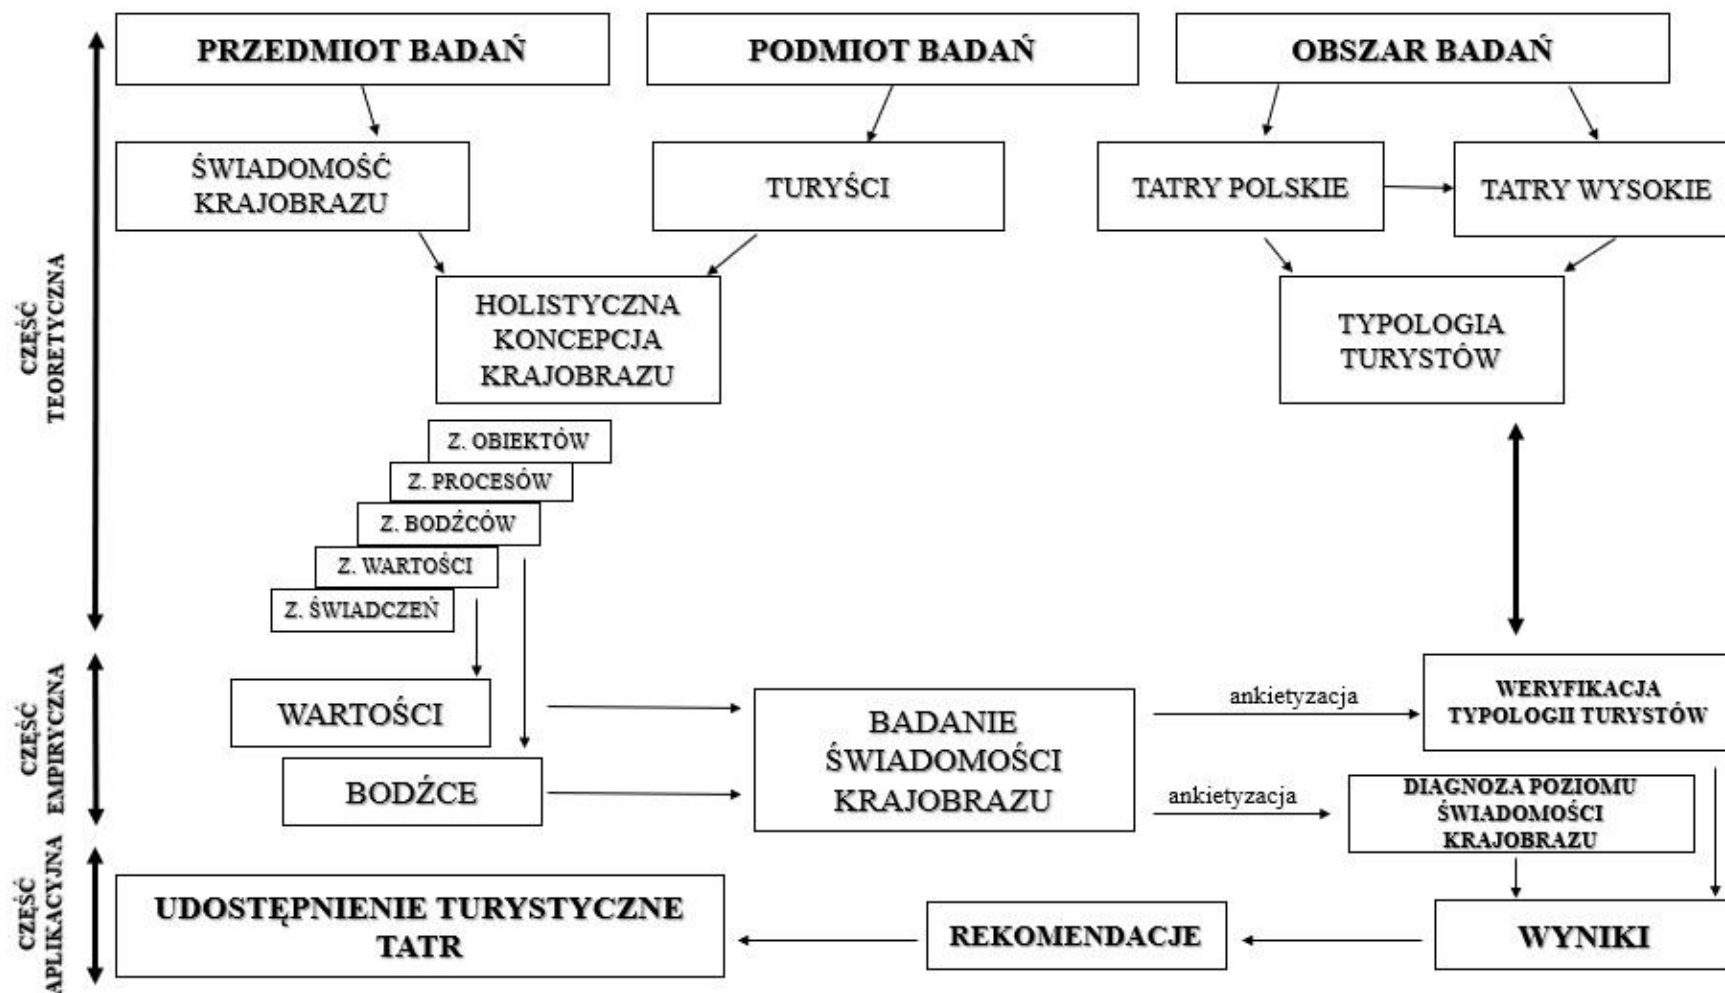 PRZEDMIOT BADAŃ
PODMIOT BADAŃ
OBSZAR BADAŃ
ŚWIADOMOŚĆ
KRAJOBRAZU
TURYŚCI
TATRY POLSKIE
TATRY WYSOKIE
CZĘŚĆ
TEORETYCZNA
HOLISTYCZNA
KONCEPCJA
KRAJOBRAZU
TYPOLOGIA
TURYSTÓW
Z. OBIEKTÓW
Z. PROCESÓW
Z. BODŹCÓW
Z. WARTOŚCI
Z. ŚWIADCZEŃ
CZĘŚĆ
EMPIRYCZNA
WARTOŚCI
BODŹCE
BADANIE
ŚWIADOMOŚCI
KRAJOBRAZU
ankietyzacja
WERYFIKACJA
TYPOLOGII TURYSTÓW
ankietyzacja
DIAGNOZA POZIOMU
ŚWIADOMOŚCI
KRAJOBRAZU
CZĘŚĆ
APLIKACYJNA
UDOSTĘPNIENIE TURYSTYCZNE
TATR
REKOMENDACJE
WYNIKI